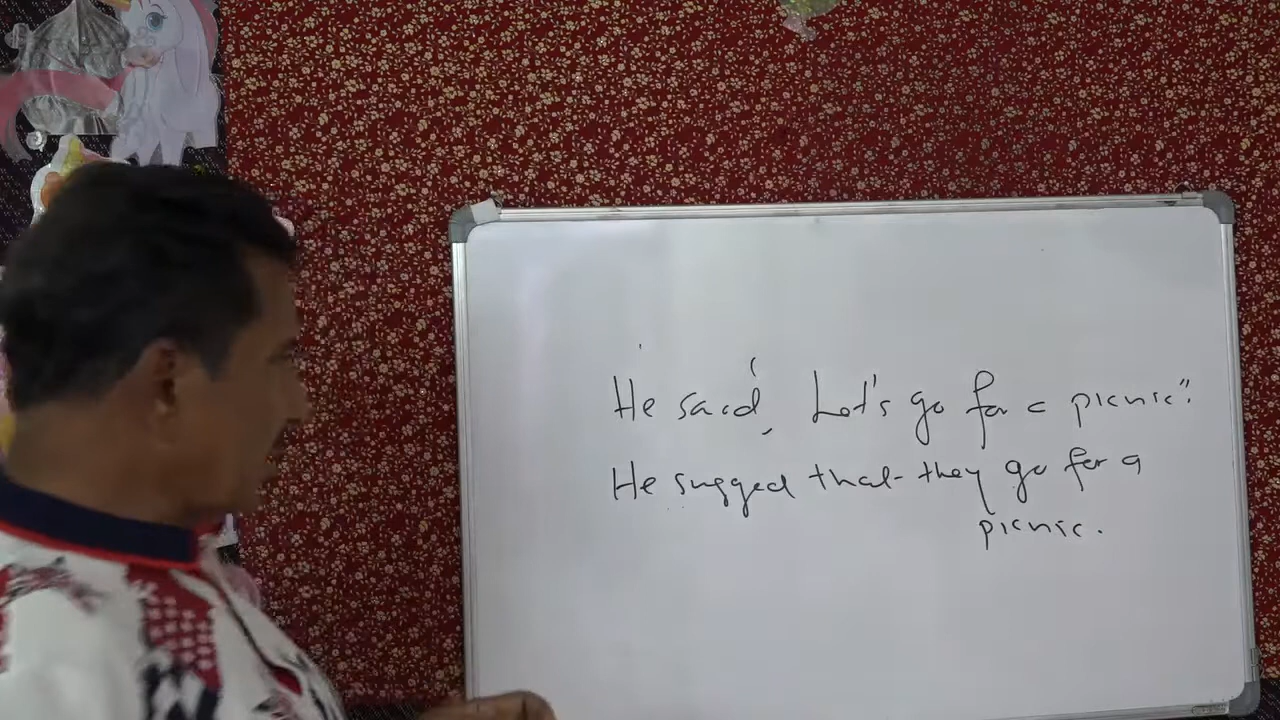 He said, Let's go for a picnic".
He sugged that they go for a
picnic.